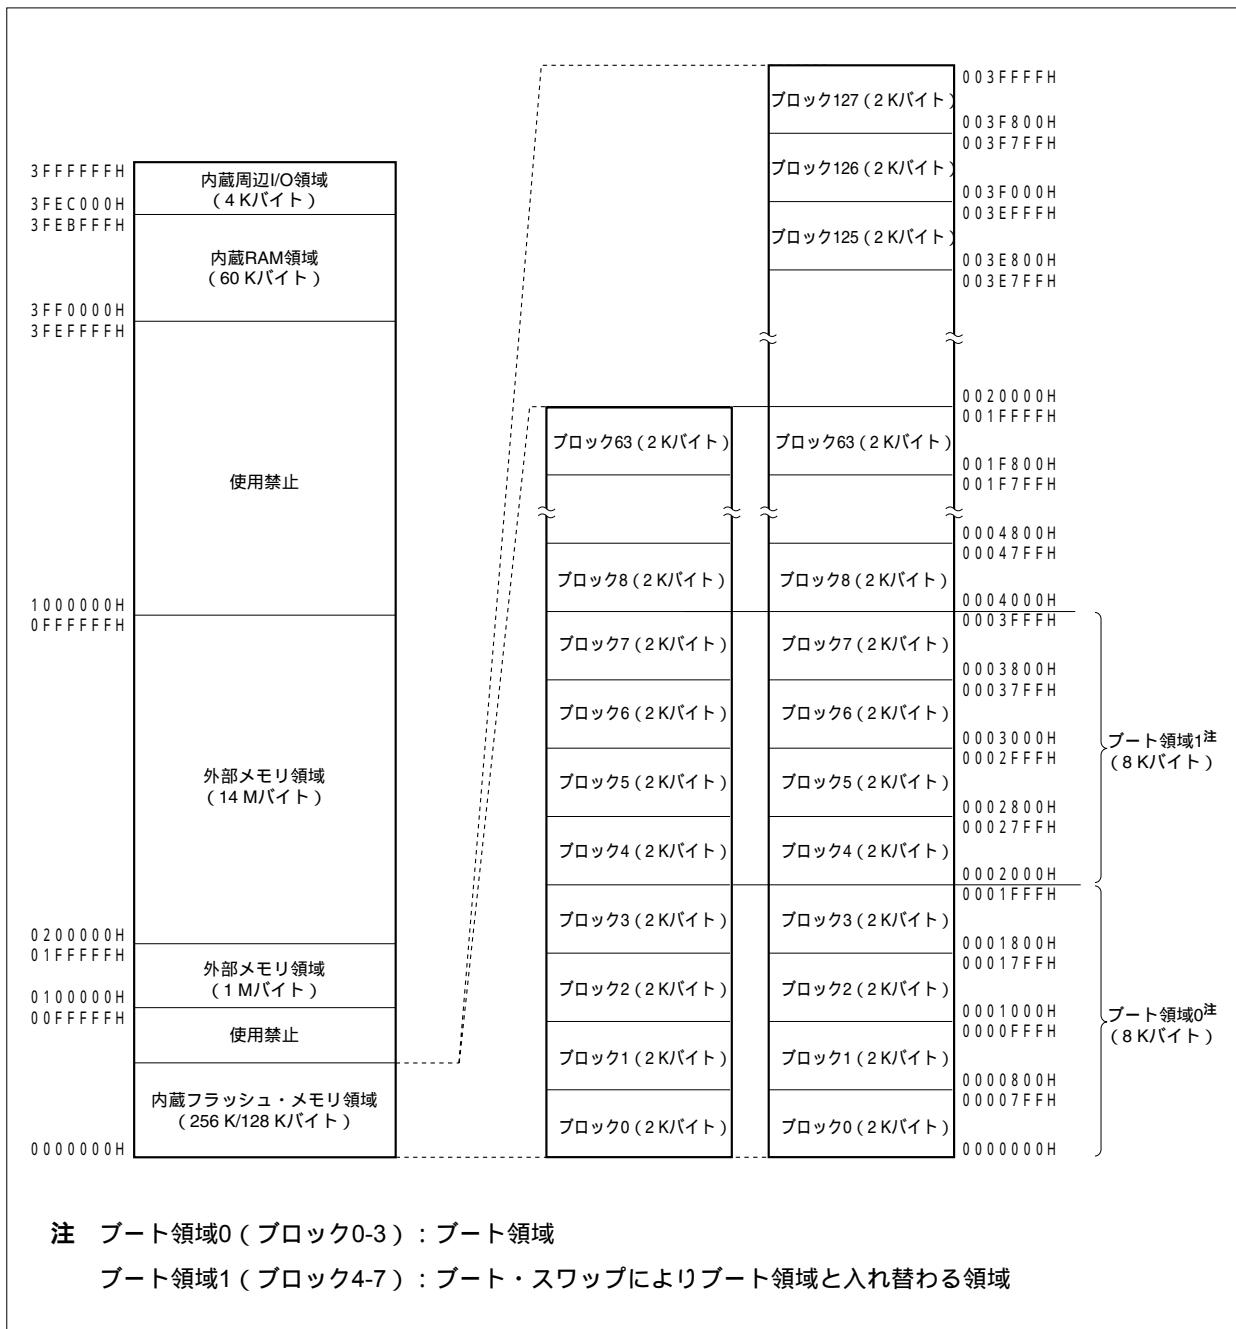 3FFFFFFH
内蔵周辺I/O領域
(4 Kバイト)
3FEC000H
3FEBFFFH
内蔵RAM領域
(60 Kバイト)
3FF0000H
3FEFFFFH
使用禁止
1000000H
0FFFFFFH
外部メモリ領域
(14 Mバイト)
0200000H
01FFFFFH
外部メモリ領域
(1 Mバイト)
0100000H
00FFFFFH
使用禁止
内蔵フラッシュ・メモリ領域
(256 K/128 Kバイト)
0000000H
ブロック63(2 Kバイト)
ブロック8(2 Kバイト)
ブロック7(2 Kバイト)
ブロック6(2 Kバイト)
ブロック5(2 Kバイト)
ブロック4(2 Kバイト)
ブロック3(2 Kバイト)
ブロック2(2 Kバイト)
ブロック1(2 Kバイト)
ブロック0(2 Kバイト)
003FFFFH
ブロック127(2 Kバイト)
003F800H
003F7FFH
ブロック126(2 Kバイト)
003F000H
003EFFFH
ブロック125(2 Kバイト)
003E800H
003E7FFH
0020000H
001FFFFH
ブロック63(2 Kバイト)
001F800H
001F7FFH
0004800H
00047FFH
ブロック8(2 Kバイト)
0004000H
0003FFFH
ブロック7(2 Kバイト)
0003800H
00037FFH
ブロック6(2 Kバイト)
0003000H
0002FFFH
ブロック5(2 Kバイト)
0002800H
00027FFH
ブロック4(2 Kバイト)
0002000H
0001FFFH
ブロック3(2 Kバイト)
0001800H
00017FFH
ブロック2(2 Kバイト)
0001000H
0000FFFH
ブロック1(2 Kバイト)
0000800H
00007FFH
ブロック0(2 Kバイト)
0000000H
ブート領域1注
(8 Kバイト)
ブート領域0注
(8 Kバイト)
注 ブート領域0(ブロック0-3):ブート領域
ブート領域1(ブロック4-7):ブート・スワップによりブート領域と入れ替わる領域